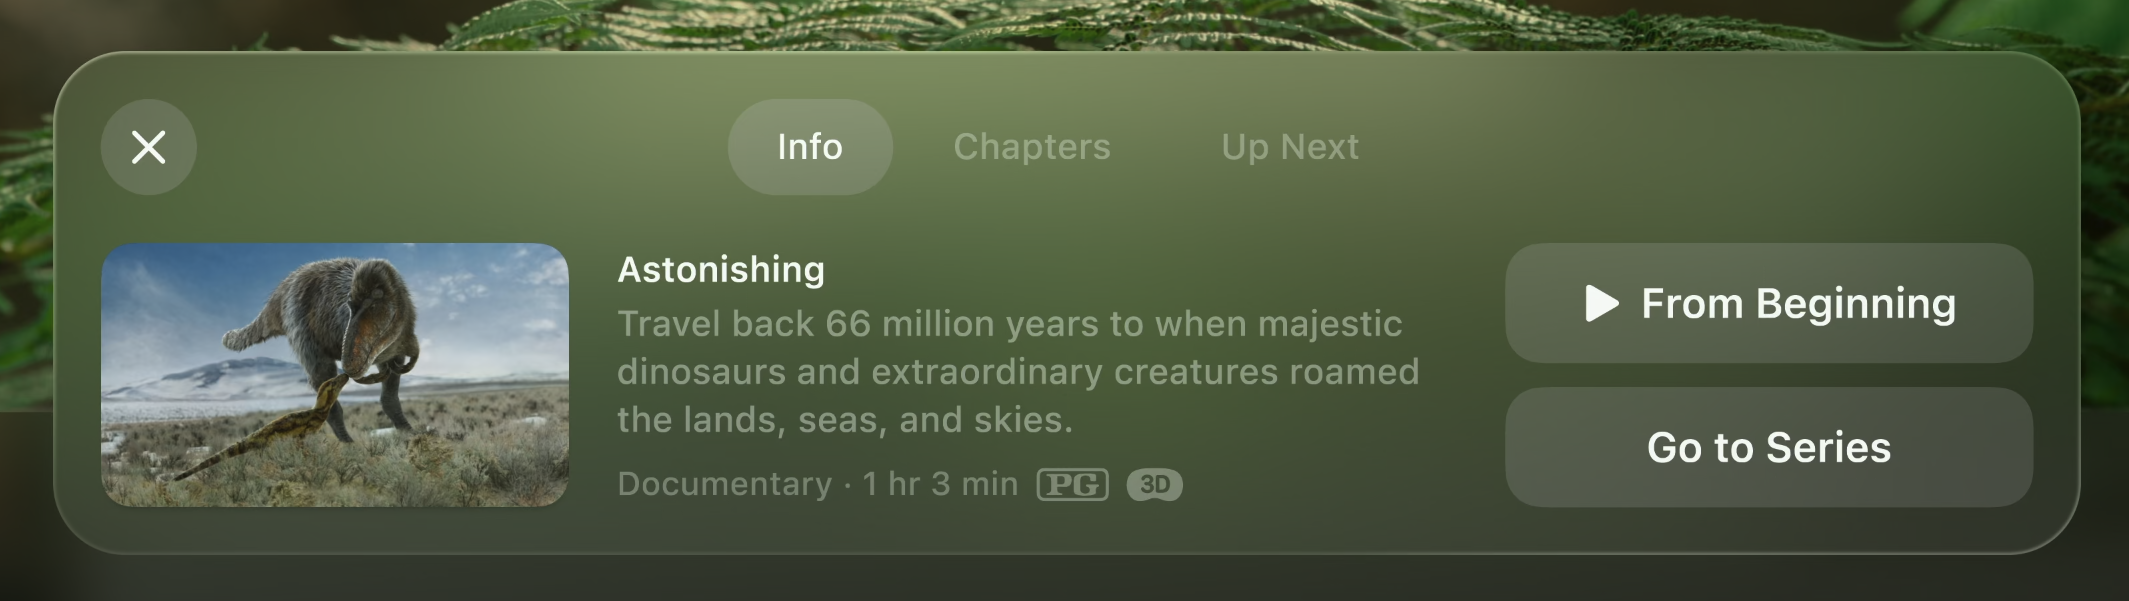 Info
Chapters
Up Next
Astonishing
Travel back 66 million years to when majestic
dinosaurs and extraordinary creatures roamed
the lands, seas, and skies.
Documentary · 1 hr 3 min PG 3D
From Beginning
Go to Series